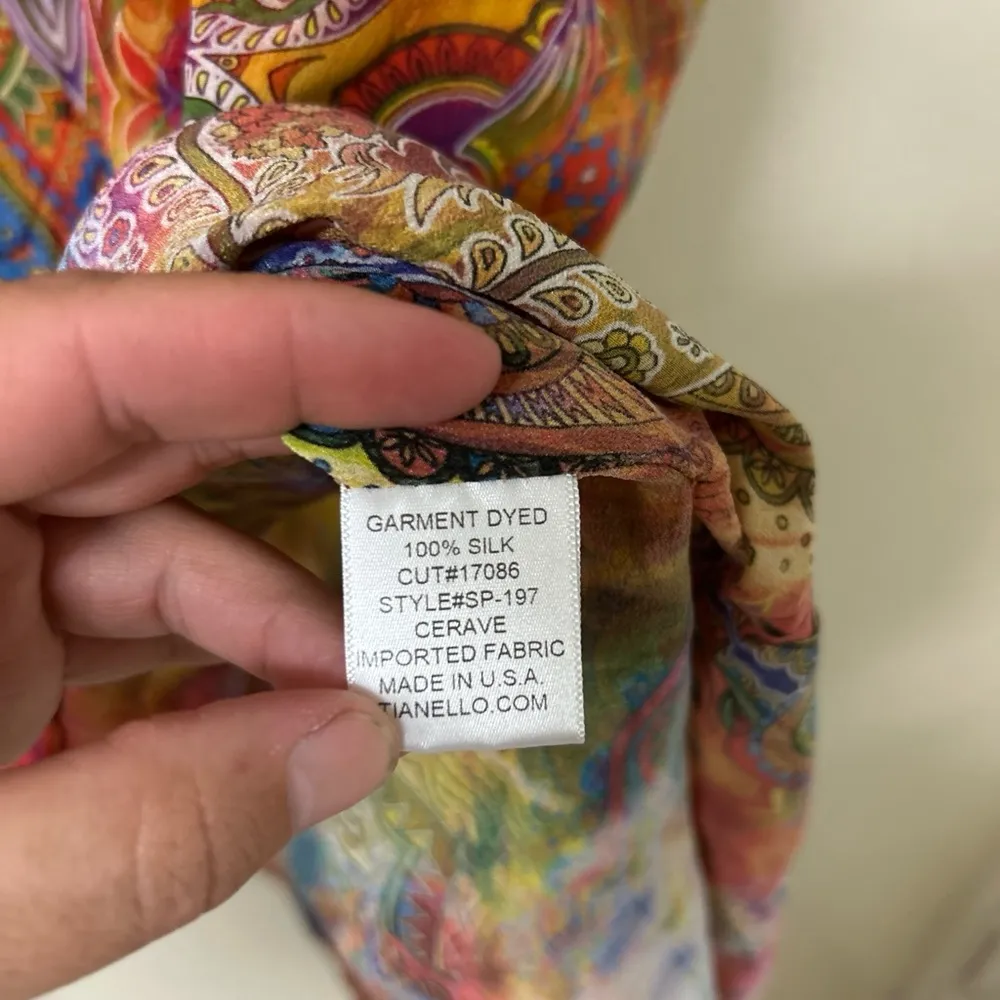 GARMENT DYED
100% SILK
CUT#17086
STYLE#SP-197
CERAVE
IMPORTED FABRIC
MADE IN U.S.A.
TIANELLO.COM